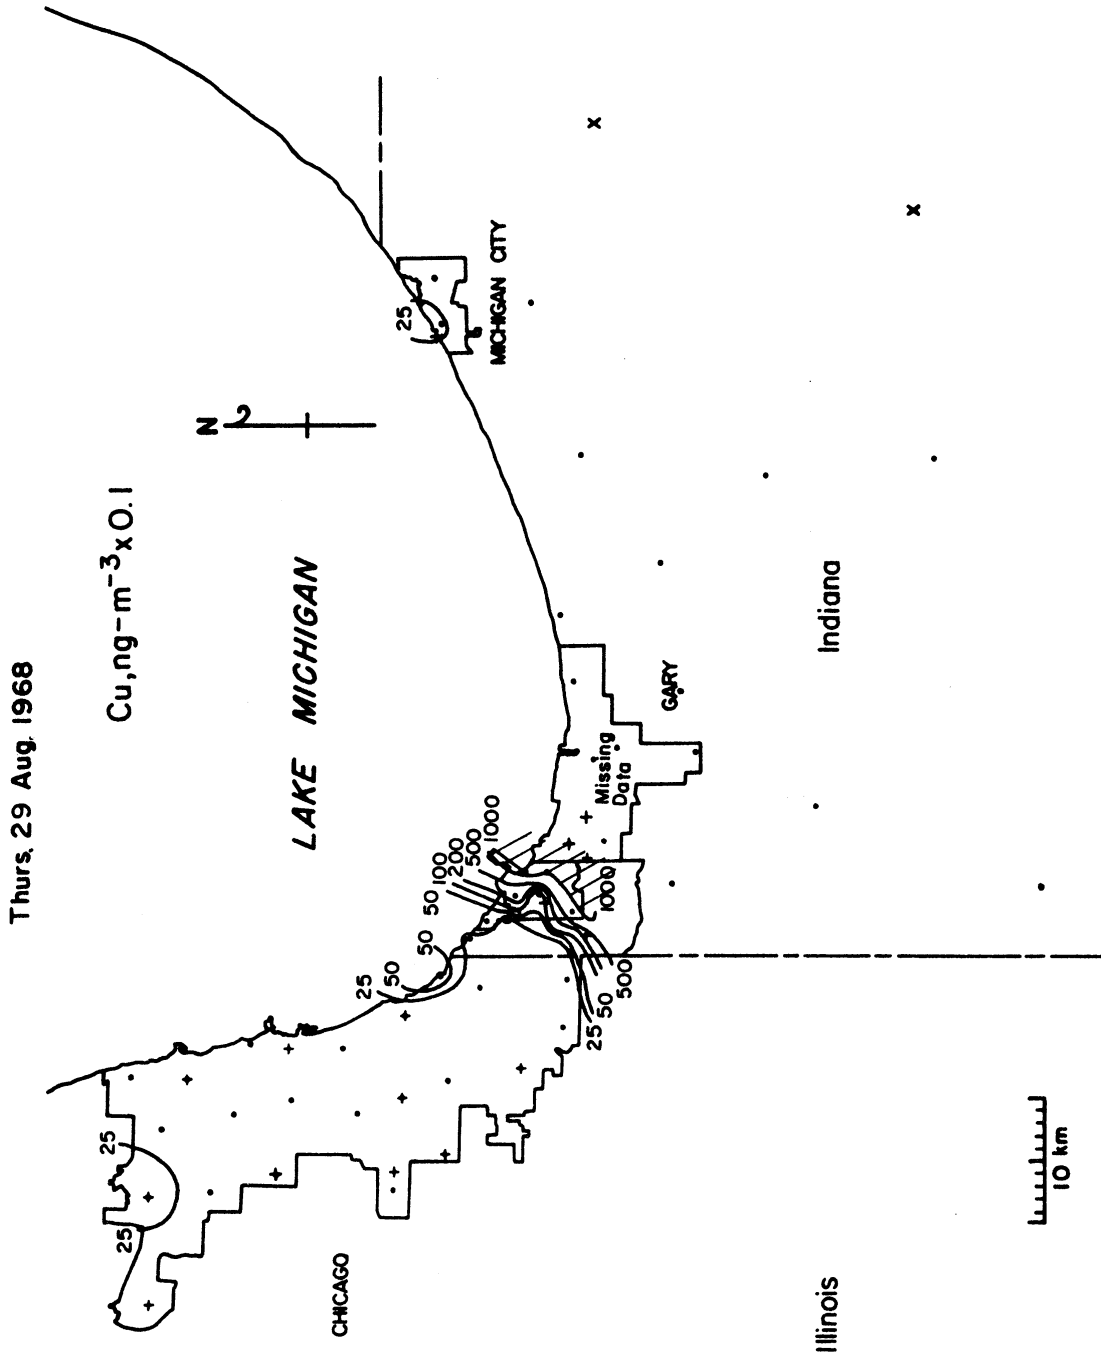 Thurs, 29 Aug. 1968
Cu, ng-m⁻³ x 0.1
N
LAKE MICHIGAN
25
MICHIGAN CITY
25
25
CHICAGO
25
50
50
50
100
200
500
1000
1000
500
50
25
Missing
Data
GARY
Indiana
Illinois
10 km